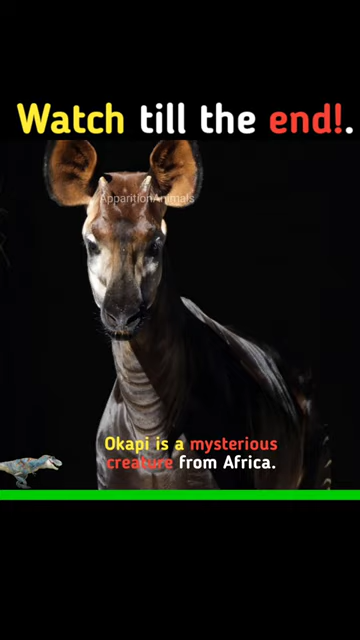 Watch till the end!.
ApparitionAnimals
Okapi is a mysterious
creature from Africa.